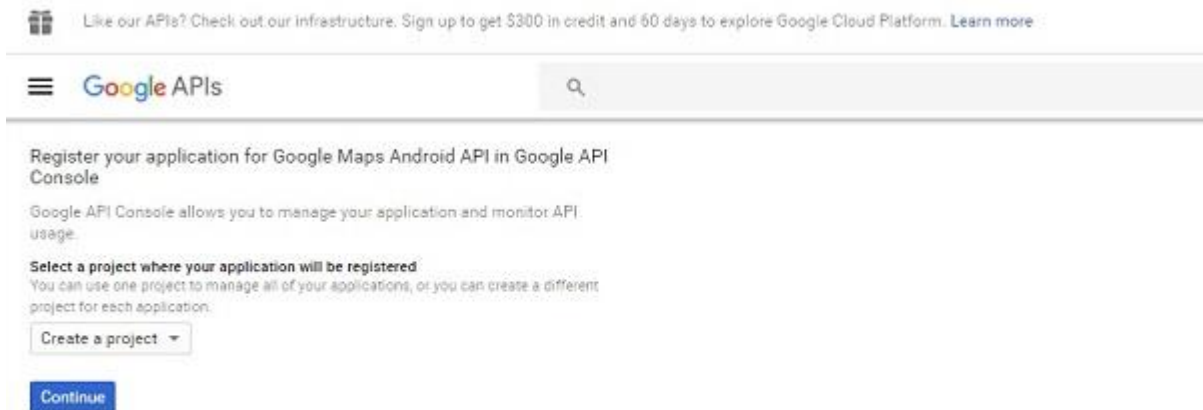 Like our APIs? Check out our infrastructure. Sign up to get $300 in credit and 60 days to explore Google Cloud Platform. Learn more
Google APIs
Register your application for Google Maps Android API in Google API
Console
Google API Console allows you to manage your application and monitor API
usage.
Select a project where your application will be registered
You can use one project to manage all of your applications, or you can create a different
project for each application.
Create a project
Continue